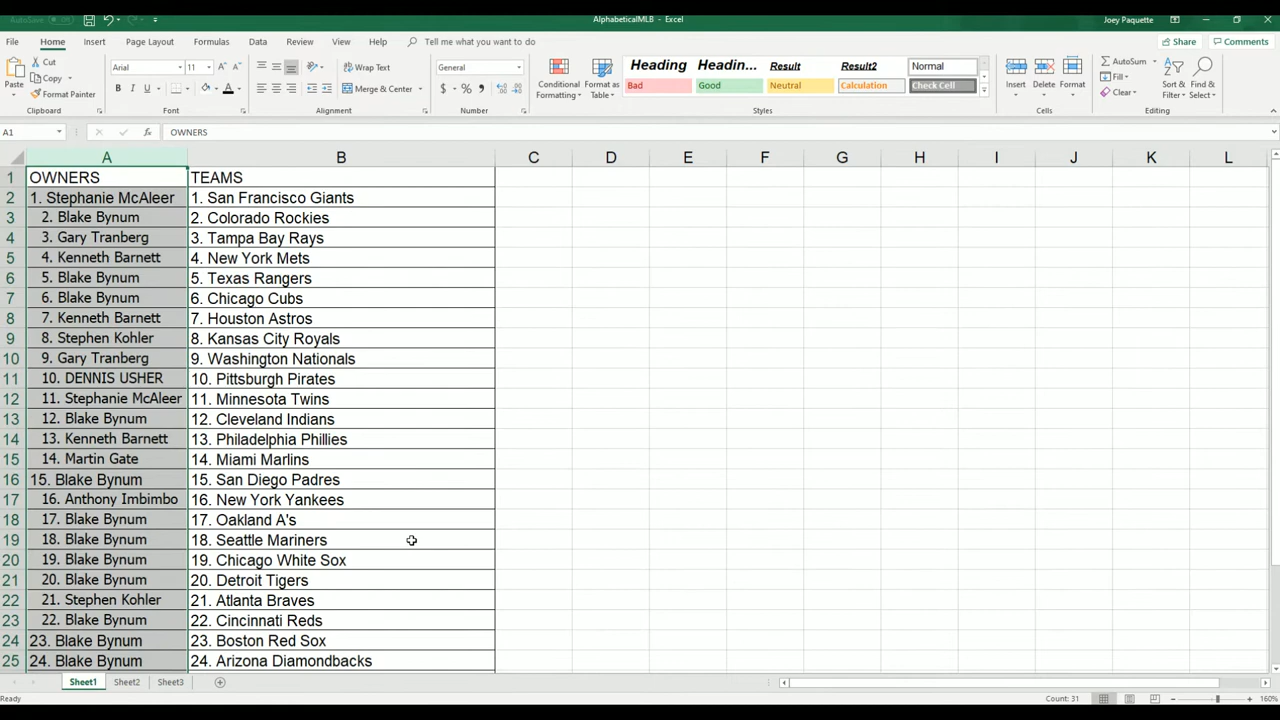 AutoSave Off
AlphabeticalMLB - Excel
Joey Paquette
File Home Insert Page Layout Formulas Data Review View Help Tell me what you want to do
Share Comments
Paste
Cut
Copy
Format Painter
Clipboard
Arial 11
B I U
Font
Wrap Text
Merge & Center
Alignment
General
$ % ,
Number
Conditional Formatting
Format as Table
Heading Headin... Result Result2 Normal
Bad Good Neutral Calculation Check Cell
Styles
Insert Delete Format
Cells
AutoSum
Fill
Clear
Sort & Filter
Find & Select
Editing
A1 fx OWNERS
A B C D E F G H I J K L
1 OWNERS TEAMS
2 1. Stephanie McAleer 1. San Francisco Giants
3 2. Blake Bynum 2. Colorado Rockies
4 3. Gary Tranberg 3. Tampa Bay Rays
5 4. Kenneth Barnett 4. New York Mets
6 5. Blake Bynum 5. Texas Rangers
7 6. Blake Bynum 6. Chicago Cubs
8 7. Kenneth Barnett 7. Houston Astros
9 8. Stephen Kohler 8. Kansas City Royals
10 9. Gary Tranberg 9. Washington Nationals
11 10. DENNIS USHER 10. Pittsburgh Pirates
12 11. Stephanie McAleer 11. Minnesota Twins
13 12. Blake Bynum 12. Cleveland Indians
14 13. Kenneth Barnett 13. Philadelphia Phillies
15 14. Martin Gate 14. Miami Marlins
16 15. Blake Bynum 15. San Diego Padres
17 16. Anthony Imbimbo 16. New York Yankees
18 17. Blake Bynum 17. Oakland A's
19 18. Blake Bynum 18. Seattle Mariners
20 19. Blake Bynum 19. Chicago White Sox
21 20. Blake Bynum 20. Detroit Tigers
22 21. Stephen Kohler 21. Atlanta Braves
23 22. Blake Bynum 22. Cincinnati Reds
24 23. Blake Bynum 23. Boston Red Sox
25 24. Blake Bynum 24. Arizona Diamondbacks
Sheet1 Sheet2 Sheet3
Ready
Count: 31
160%